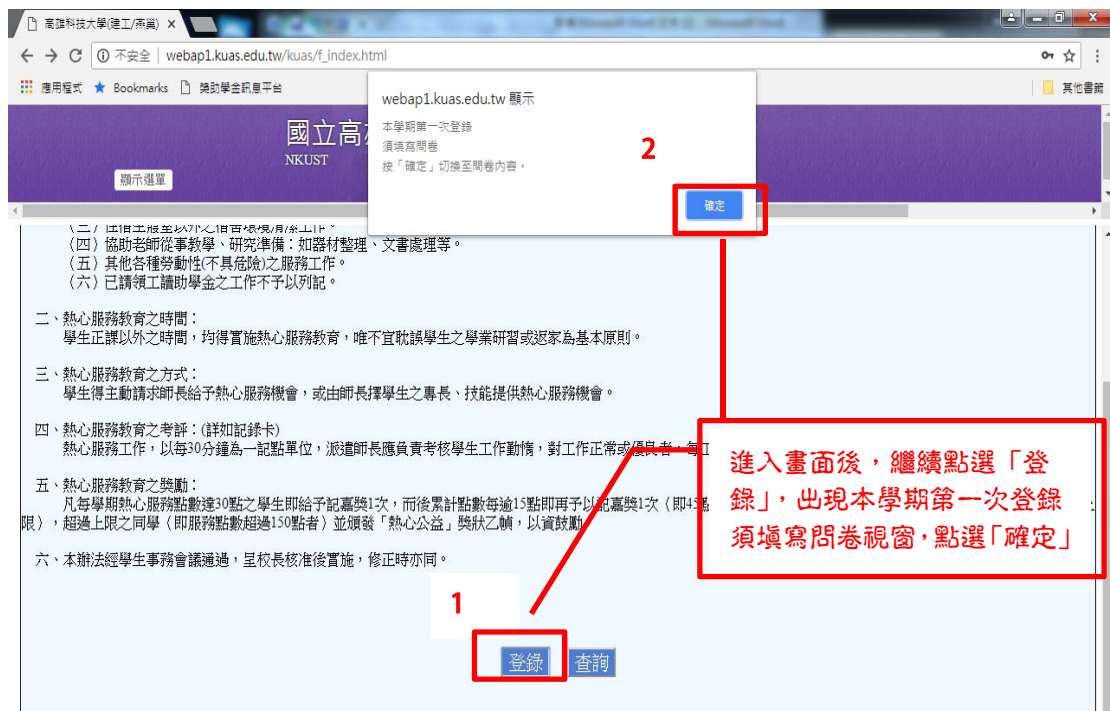 高雄科技大學(建工/燕巢)
不安全 | webap1.kuas.edu.tw/kuas/f_index.html
應用程式 Bookmarks 獎助學金訊息平台 其他書籤
國立高
NKUST
顯示選單
webap1.kuas.edu.tw 顯示
本學期第一次登錄
須填寫問卷
按「確定」切換至問卷內容。
2
確定
(四) 協助老師從事教學、研究準備：如器材整理、文書處理等。
(五) 其他各種勞動性(不具危險)之服務工作。
(六) 已請領工讀助學金之工作不予以列記。
二、熱心服務教育之時間：
學生正課以外之時間，均得實施熱心服務教育，唯不宜耽誤學生之學業研習或返家為基本原則。
三、熱心服務教育之方式：
學生得主動請求師長給予熱心服務機會，或由師長擇學生之專長、技能提供熱心服務機會。
四、熱心服務教育之考評：(詳如記錄卡)
熱心服務工作，以每30分鐘為一記點單位，派遣師長應負責考核學生工作勤惰，對工作正常或優良者，每工
五、熱心服務教育之獎勵：
凡每學期熱心服務點數達30點之學生即給予記嘉獎1次，而後累計點數每逾15點即再予以記嘉獎1次（即45點
限），超過上限之同學（即服務點數超過150點者）並頒發「熱心公益」獎狀乙幀，以資鼓勵
六、本辦法經學生事務會議通過，呈校長核准後實施，修正時亦同。
進入畫面後，繼續點選「登
錄」，出現本學期第一次登錄
須填寫問卷視窗，點選「確定」
1
登錄 查詢